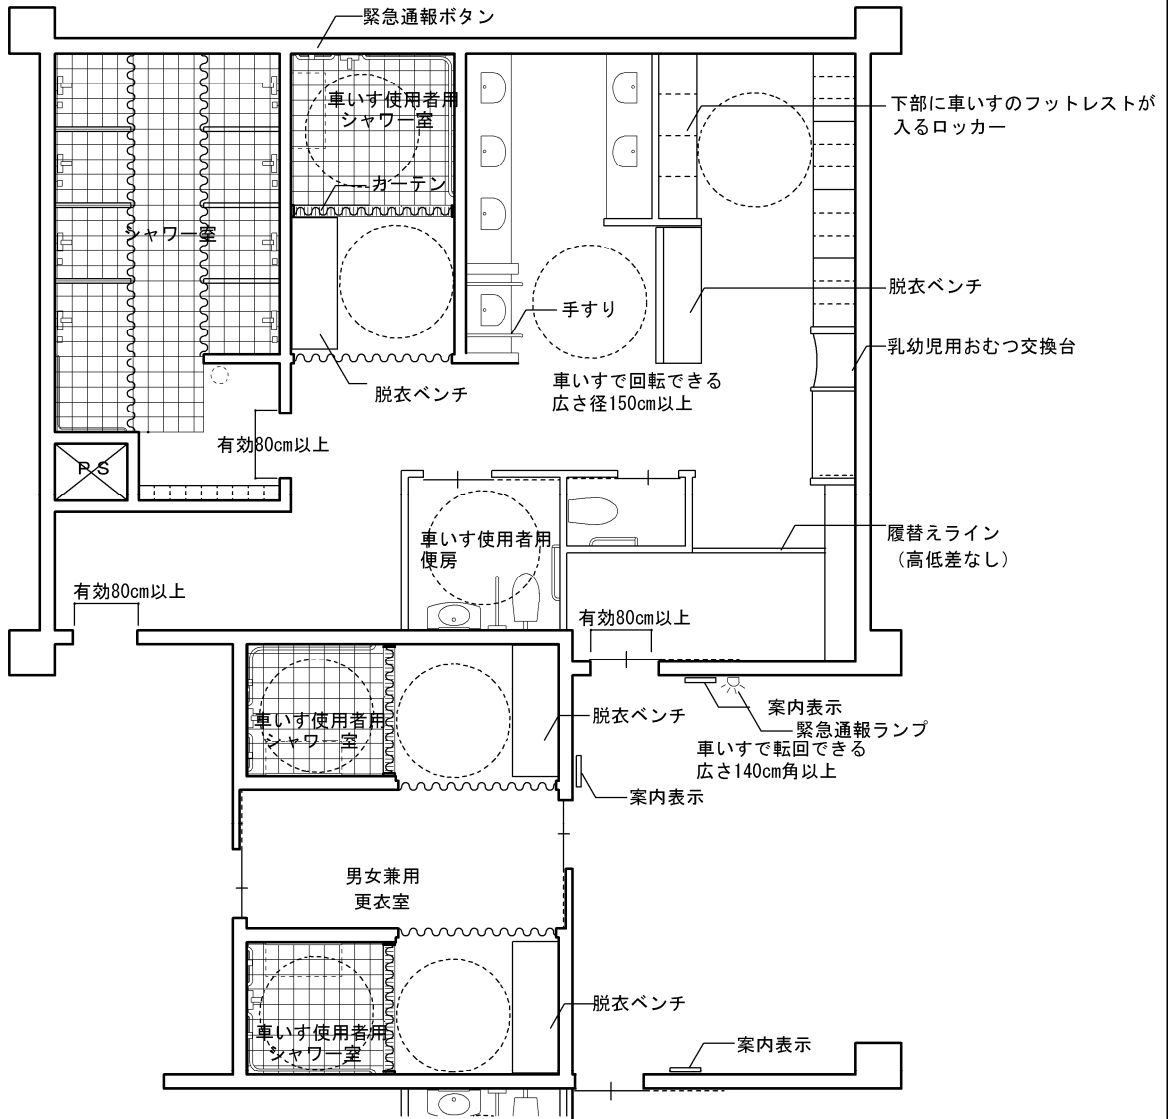 緊急通報ボタン
車いす使用者用
シャワー室
下部に車いすのフットレストが
入るロッカー
カーテン
シャワー室
脱衣ベンチ
手すり
乳幼児用おむつ交換台
脱衣ベンチ
車いすで回転できる
広さ径150cm以上
有効80cm以上
PS
車いす使用者用
便房
履替えライン
（高低差なし）
有効80cm以上
有効80cm以上
案内表示
緊急通報ランプ
車いすで転回できる
広さ140cm角以上
車いす使用者用
シャワー室
脱衣ベンチ
案内表示
男女兼用
更衣室
脱衣ベンチ
車いす使用者用
シャワー室
案内表示